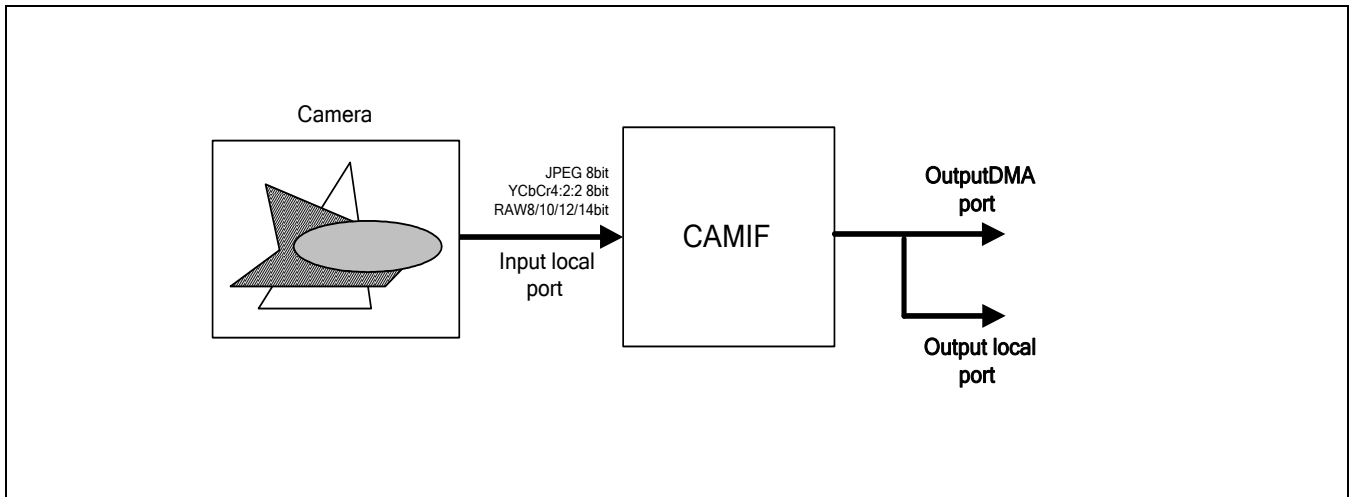 Camera
JPEG 8bit
YCbCr4:2:2 8bit
RAW8/10/12/14bit
Input local
port
CAMIF
OutputDMA
port
Output local
port